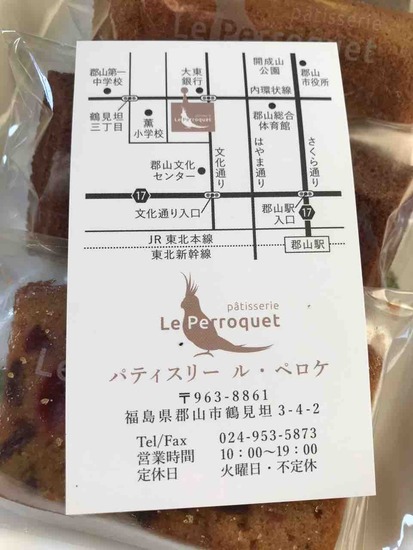 pâtisserie
Le Perroquet
郡山第一
中学校
大東
銀行
開成山
公園
郡山
市役所
内環状線
鶴見坦
三丁目
薫
小学校
Le Perroquet
郡山総合
体育館
郡山文化
センター
文化通り
はやま通り
さくら通り
17
文化通り入口
郡山駅
入口
17
JR 東北本線
東北新幹線
郡山駅
pâtisserie
Le Perroquet
パティスリー ル・ペロケ
〒963-8861
福島県郡山市鶴見坦 3-4-2
Tel/Fax 024-953-5873
営業時間 10:00~19:00
定休日 火曜日・不定休